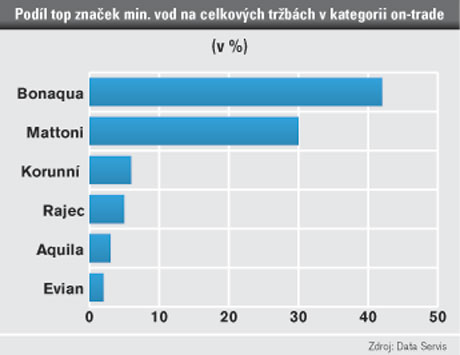 Podíl top značek min. vod na celkových tržbách v kategorii on-trade
(v %)
Bonaqua
Mattoni
Korunní
Rajec
Aquila
Evian
0 10 20 30 40 50
Zdroj: Data Servis